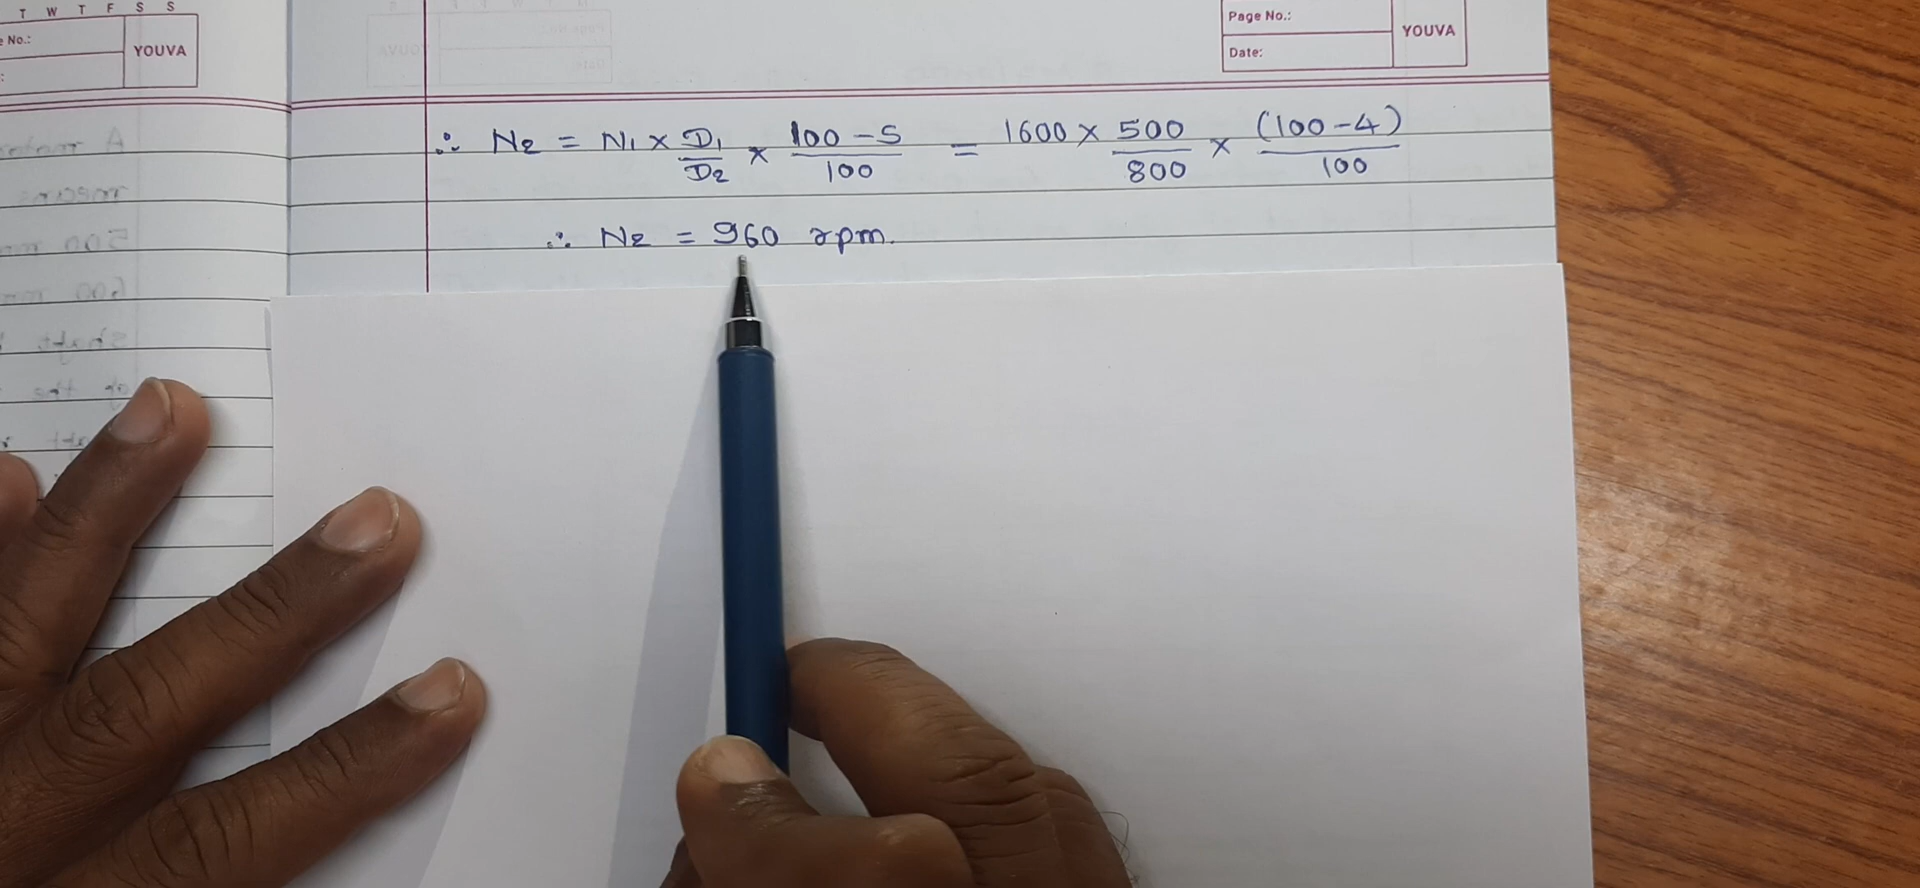 T W T F S S
No.:
YOUVA
:
Page No.:
Date:
YOUVA
∴ N₂ = N₁ × D₁/D₂ × 100 - S/100 = 1600 × 500/800 × (100 - 4)/100
∴ N₂ = 960 rpm.